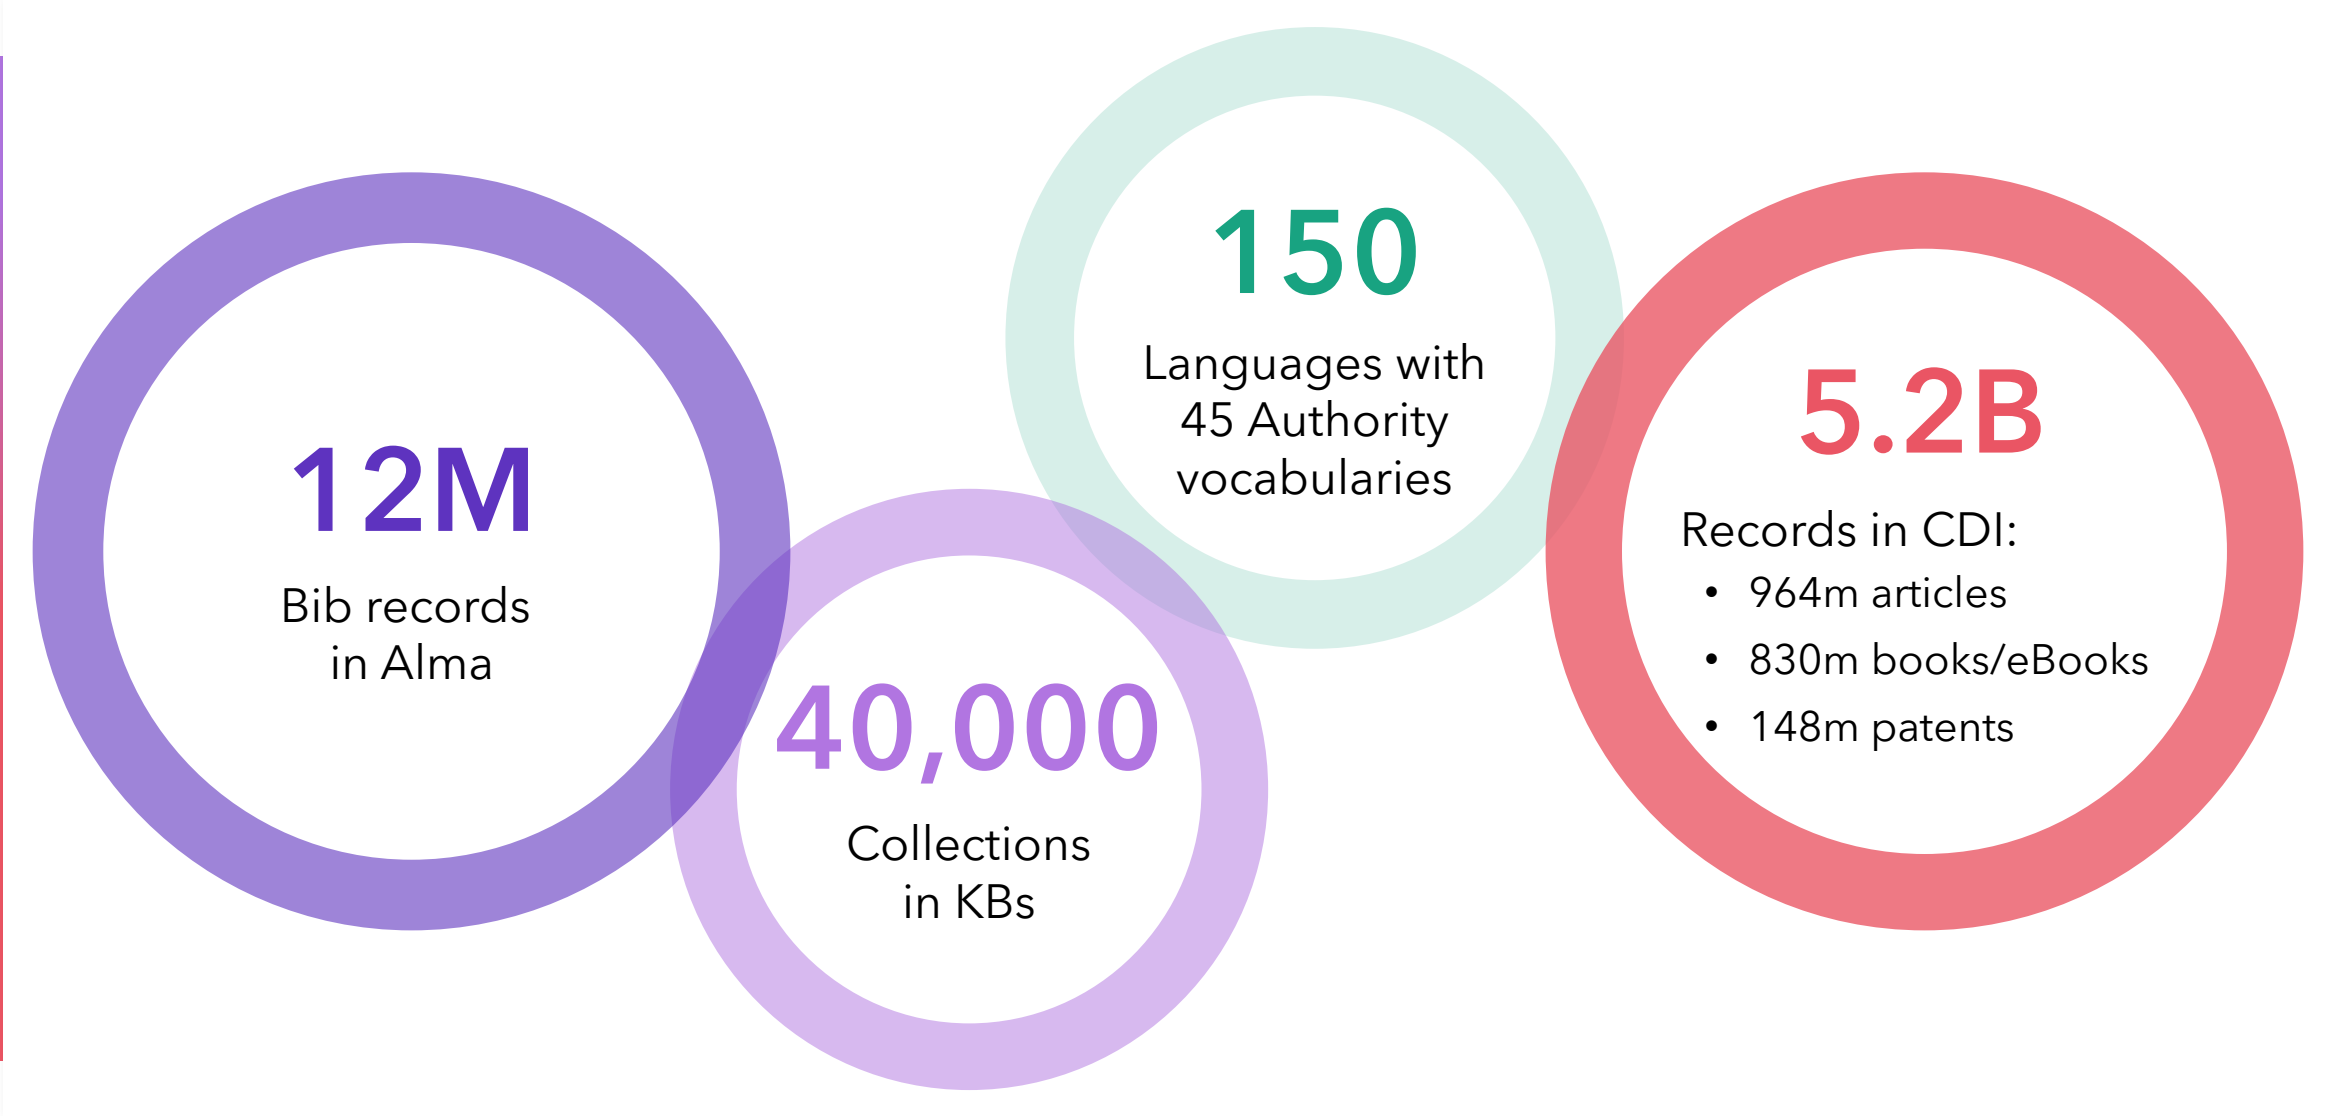 12M
Bib records
in Alma
40,000
Collections
in KBs
150
Languages with
45 Authority
vocabularies
5.2B
Records in CDI:
• 964m articles
• 830m books/eBooks
• 148m patents